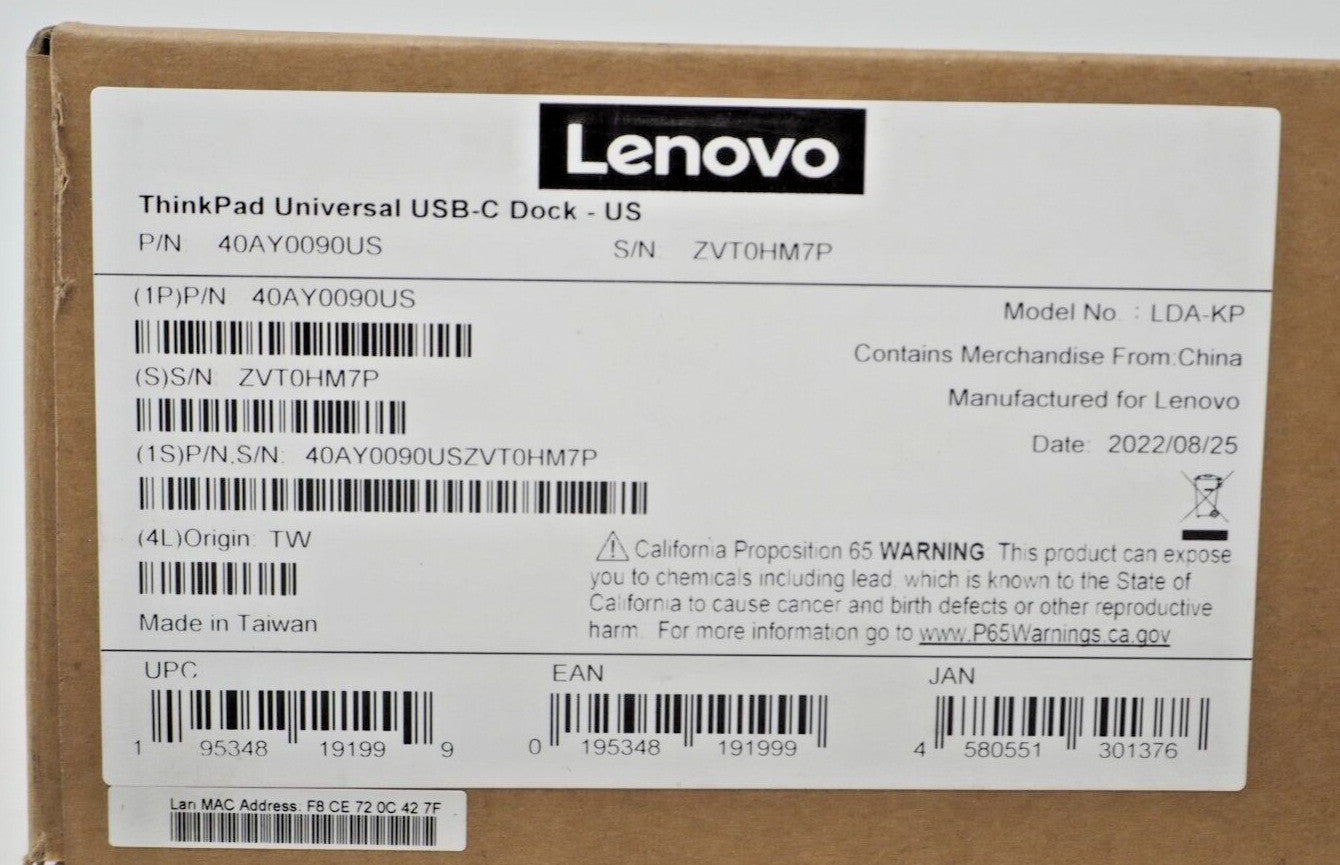 Lenovo
ThinkPad Universal USB-C Dock - US
P/N 40AY0090US S/N ZVT0HM7P
(1P)P/N 40AY0090US
Model No. : LDA-KP
Contains Merchandise From:China
(S)S/N: ZVT0HM7P
Manufactured for Lenovo
(1S)P/N,S/N: 40AY0090USZVT0HM7P
Date: 2022/08/25
(4L)Origin: TW
Made in Taiwan
California Proposition 65 WARNING This product can expose
you to chemicals including lead, which is known to the State of
California to cause cancer and birth defects or other reproductive
harm. For more information go to www.P65Warnings.ca.gov
UPC EAN JAN
1 95348 19199 9 0 195348 191999 4 580551 301376
Lan MAC Address: F8 CE 72 0C 42 7F